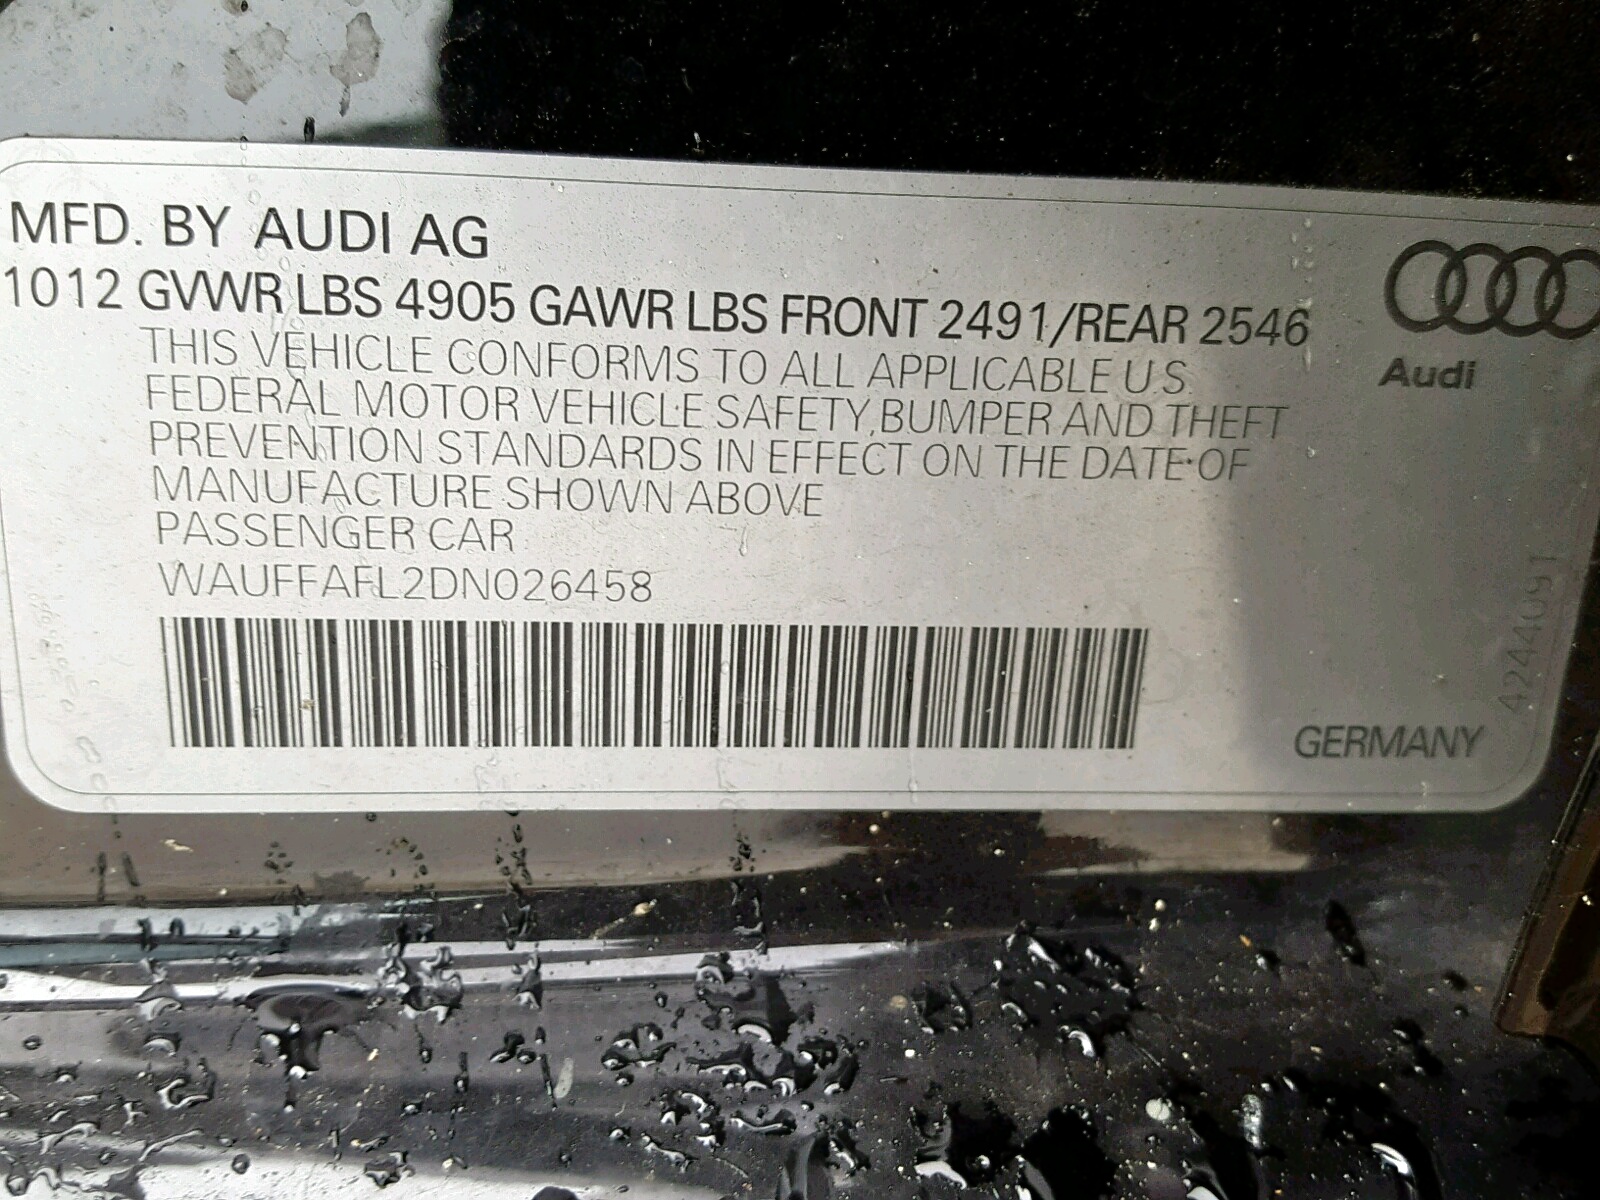 MFD. BY AUDI AG
1012 GVWR LBS 4905 GAWR LBS FRONT 2491/REAR 2546
THIS VEHICLE CONFORMS TO ALL APPLICABLE U.S.
FEDERAL MOTOR VEHICLE SAFETY, BUMPER AND THEFT
PREVENTION STANDARDS IN EFFECT ON THE DATE OF
MANUFACTURE SHOWN ABOVE
PASSENGER CAR
WAUFFAFL2DN026458
Audi
GERMANY
4244091